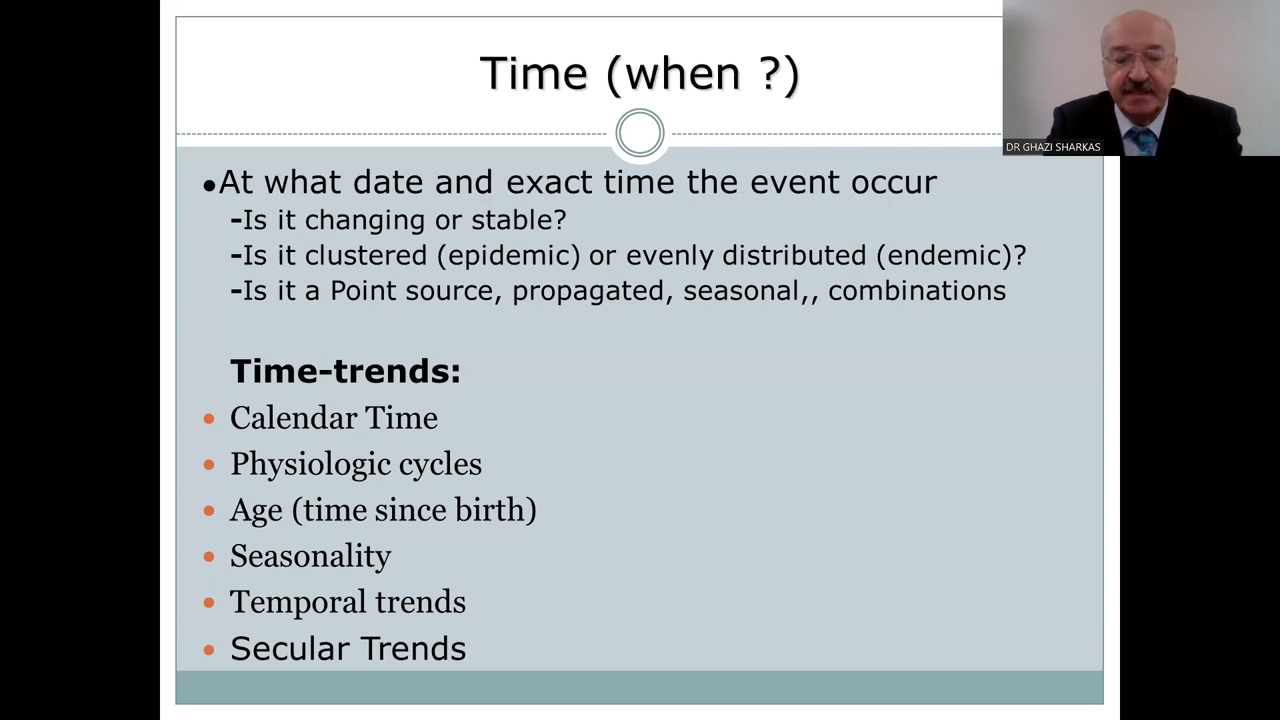 Time (when ?)
DR GHAZI SHARKAS
•At what date and exact time the event occur
-Is it changing or stable?
-Is it clustered (epidemic) or evenly distributed (endemic)?
-Is it a Point source, propagated, seasonal,, combinations
Time-trends:
• Calendar Time
• Physiologic cycles
• Age (time since birth)
• Seasonality
• Temporal trends
• Secular Trends